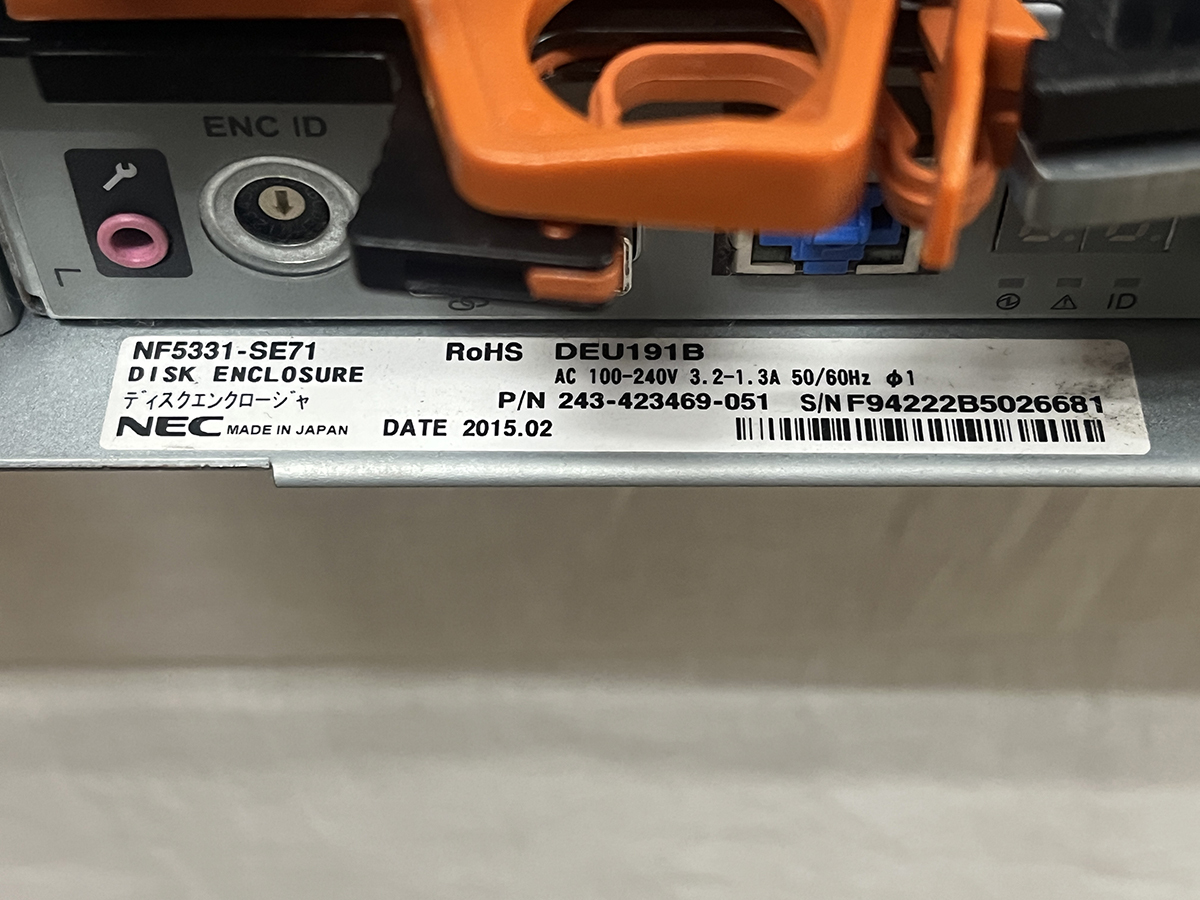 ENC ID
L
ID
NF5331-SE71 RoHS DEU191B
DISK ENCLOSURE AC 100-240V 3.2-1.3A 50/60Hz Φ1
ディスクエンクロージャ P/N 243-423469-051 S/N F94222B5026681
NEC MADE IN JAPAN DATE 2015.02